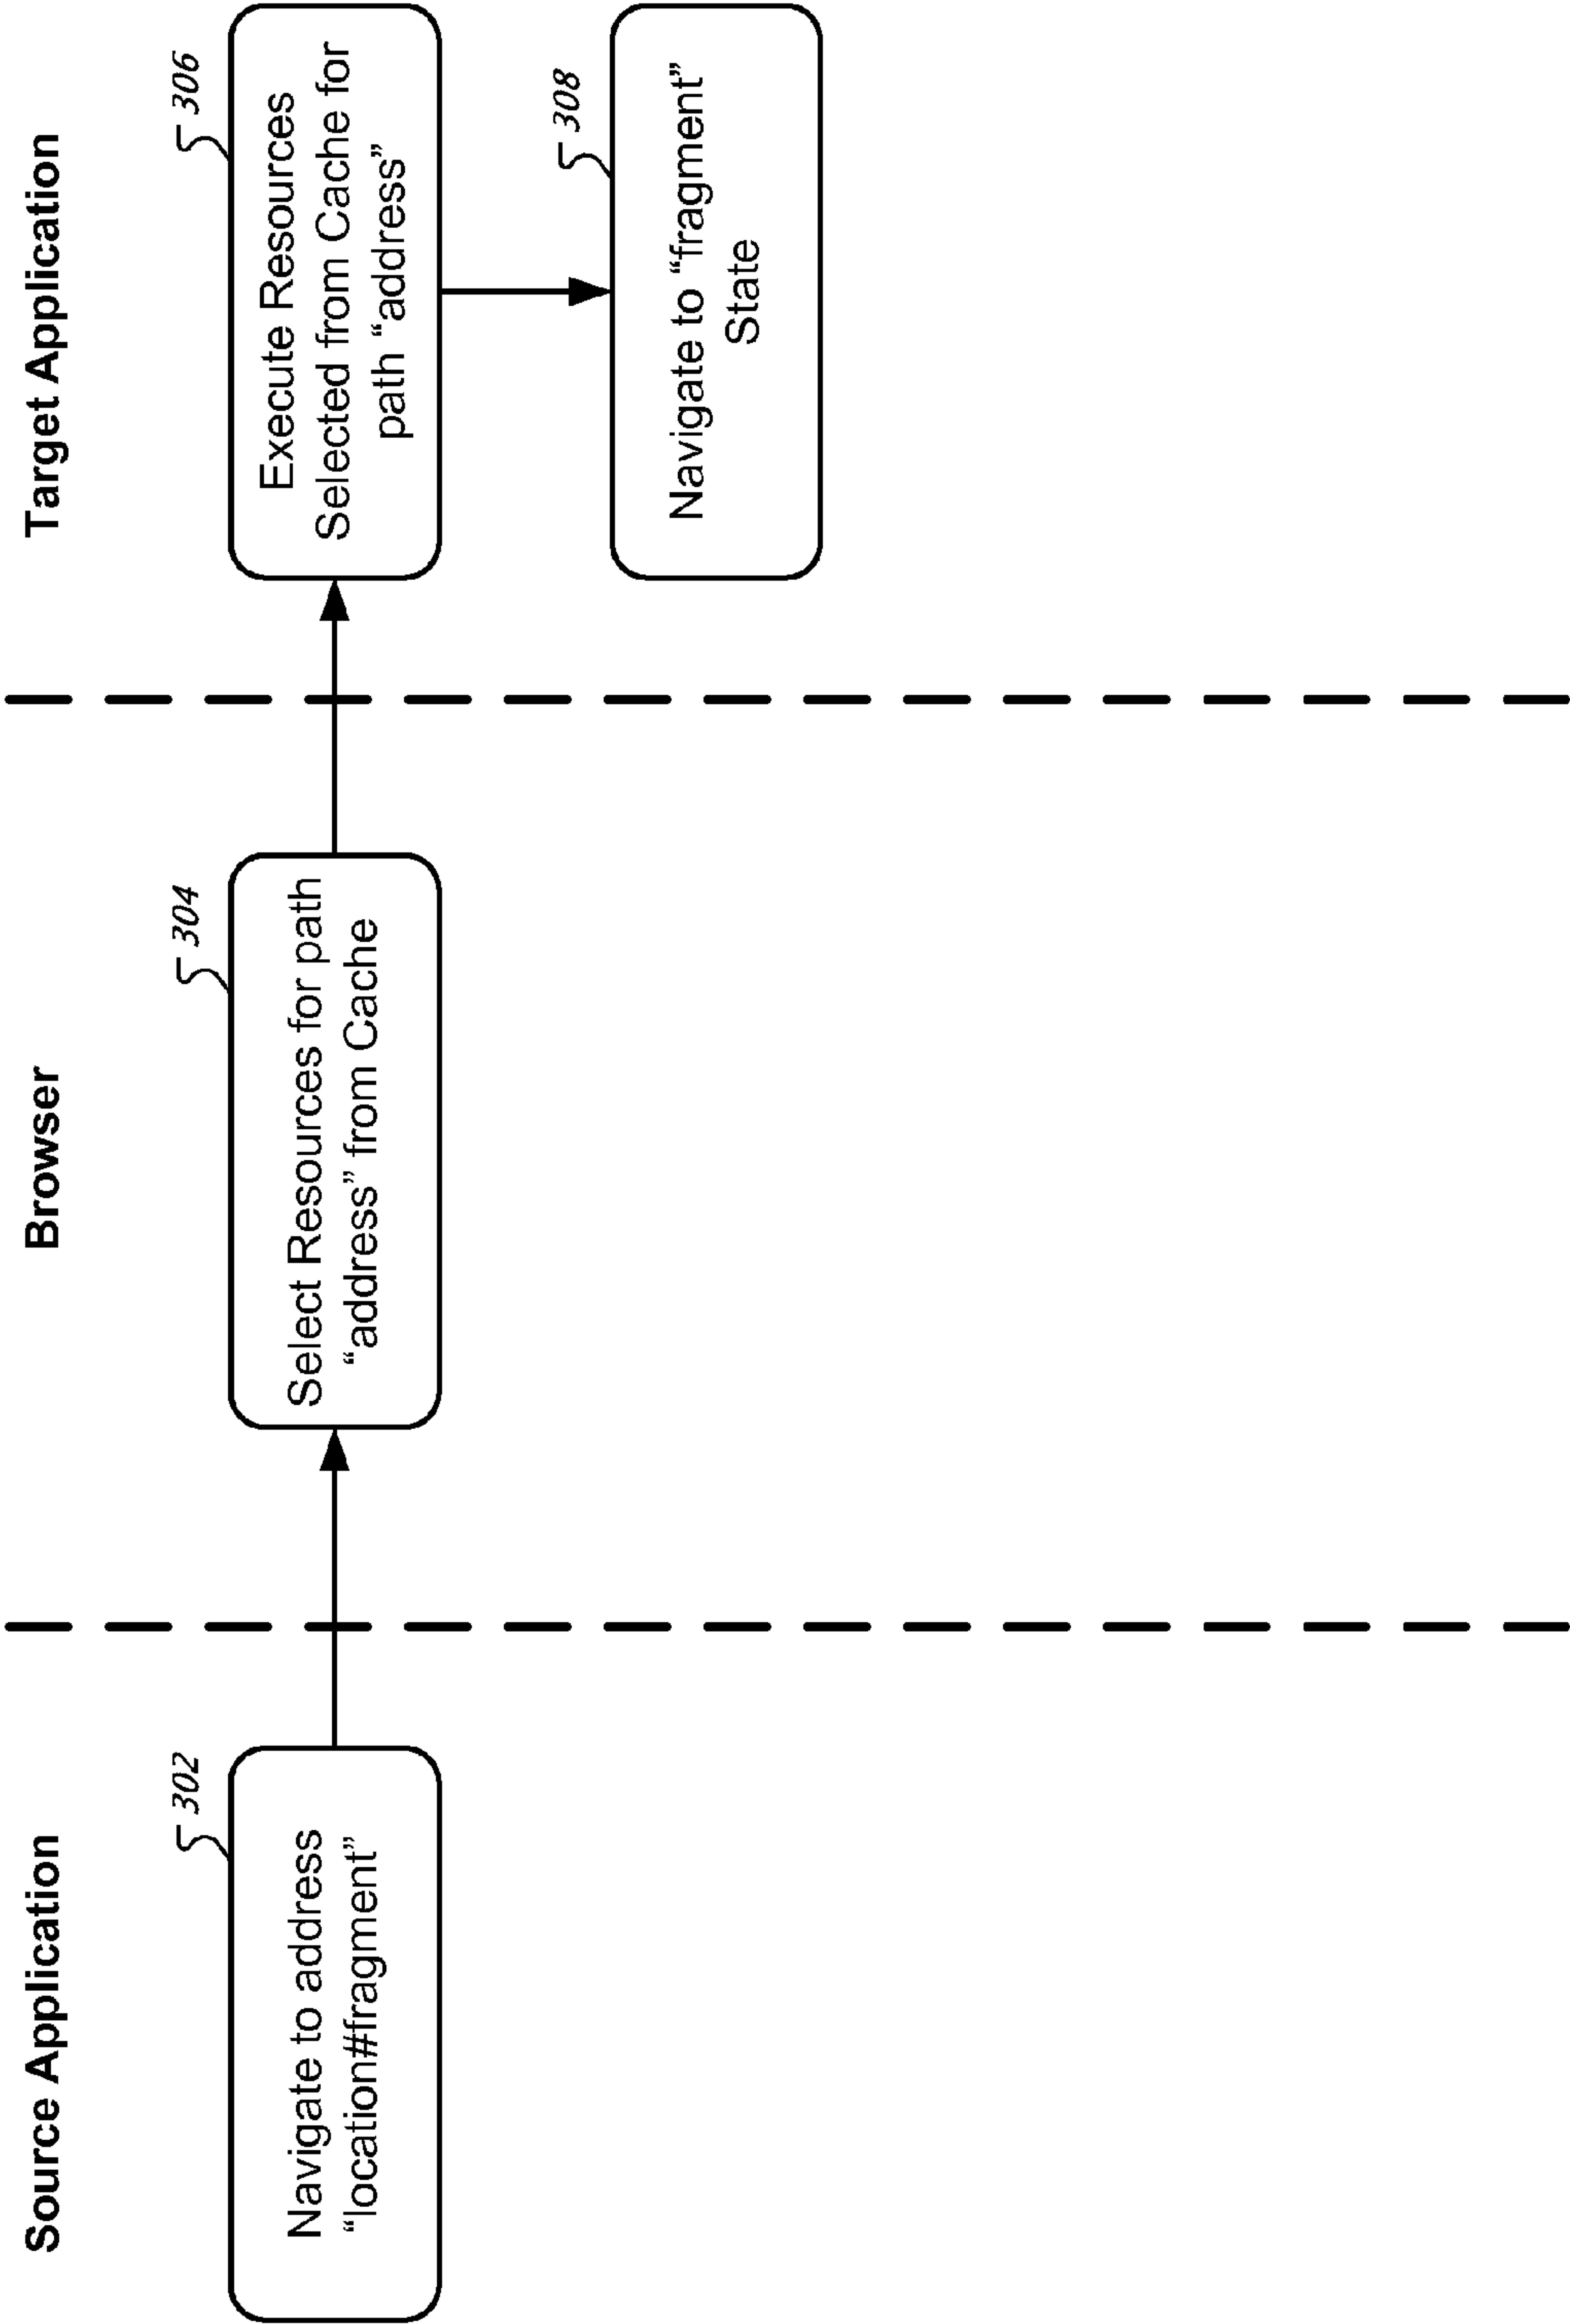 Source Application
Browser
Target Application
302
Navigate to address
“location#fragment”
304
Select Resources for path
“address” from Cache
306
Execute Resources
Selected from Cache for
path “address”
308
Navigate to “fragment”
State